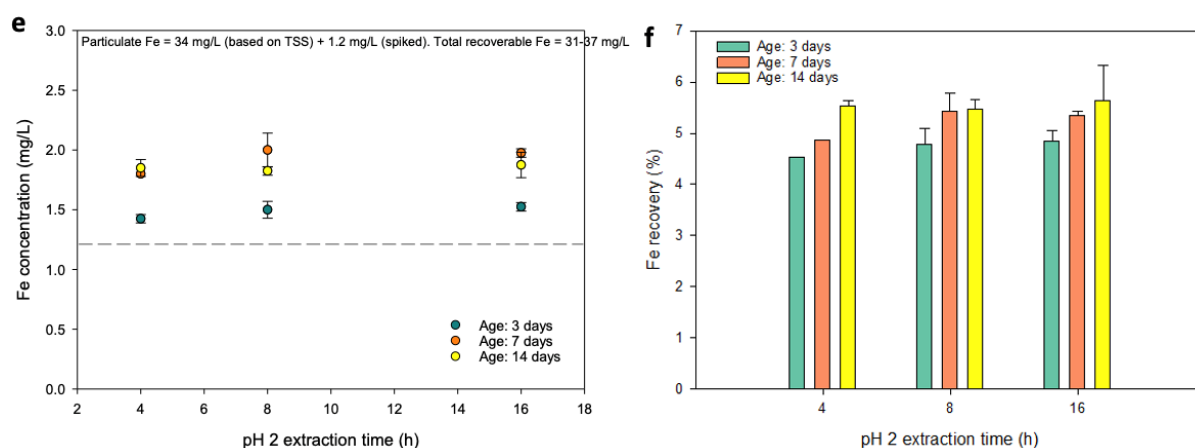 e
Particulate Fe = 34 mg/L (based on TSS) + 1.2 mg/L (spiked). Total recoverable Fe = 31-37 mg/L
Fe concentration (mg/L)
3.0
2.5
2.0
1.5
1.0
0.5
0.0
Age: 3 days
Age: 7 days
Age: 14 days
2 4 6 8 10 12 14 16 18
pH 2 extraction time (h)
f
Age: 3 days
Age: 7 days
Age: 14 days
Fe recovery (%)
7
6
5
4
3
2
1
0
4 8 16
pH 2 extraction time (h)